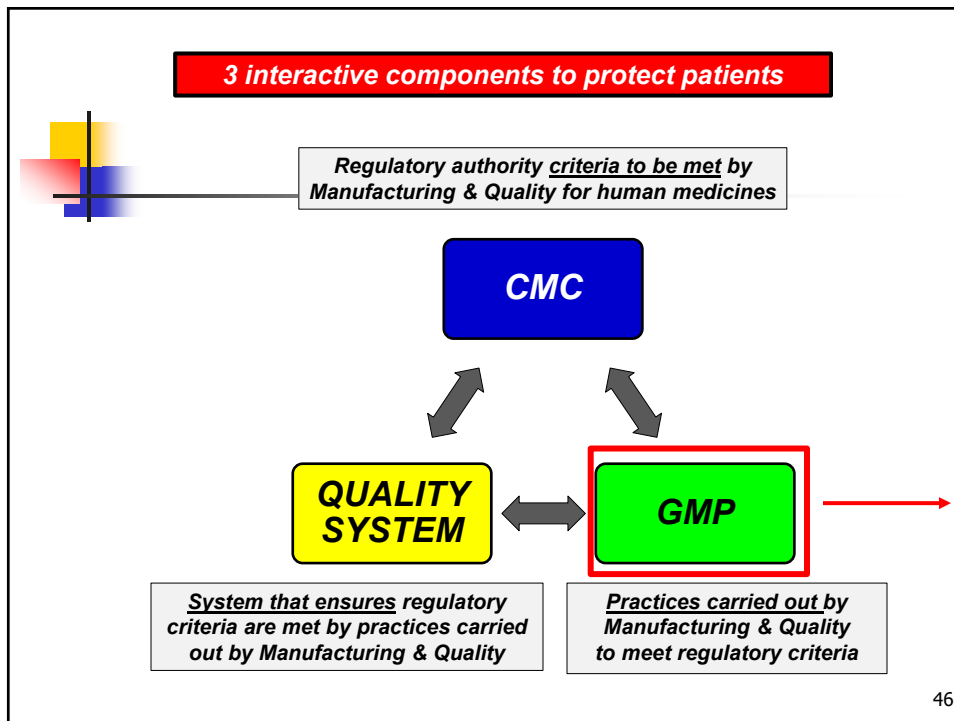 3 interactive components to protect patients
Regulatory authority criteria to be met by
Manufacturing & Quality for human medicines
CMC
QUALITY
SYSTEM
GMP
System that ensures regulatory
criteria are met by practices carried
out by Manufacturing & Quality
Practices carried out by
Manufacturing & Quality
to meet regulatory criteria
46